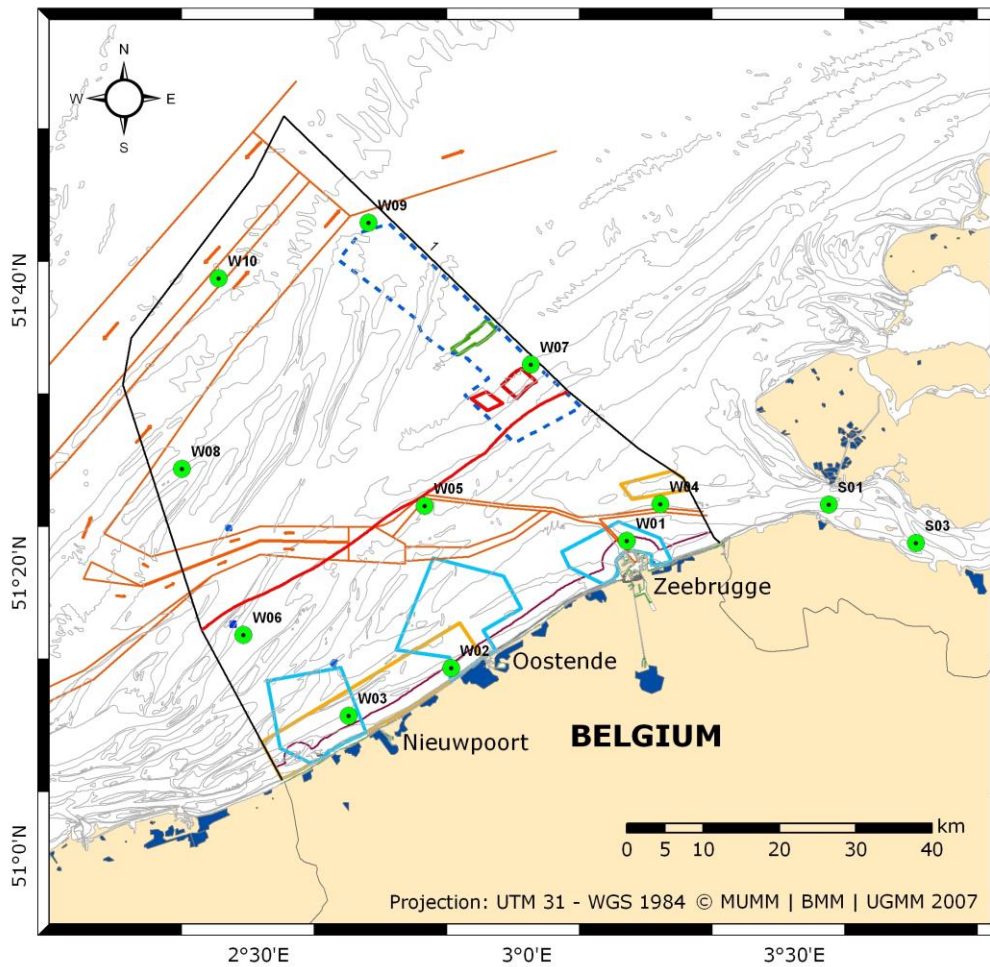 N
W E
S
W09
1
W10
W07
W08
W05
W04
S01
W01
S03
Zeebrugge
W06
W02
Oostende
W03
Nieuwpoort
BELGIUM
km
0 5 10 20 30 40
Projection: UTM 31 - WGS 1984 © MUMM | BMM | UGMM 2007
51°40'N
51°20'N
51°0'N
2°30'E 3°0'E 3°30'E